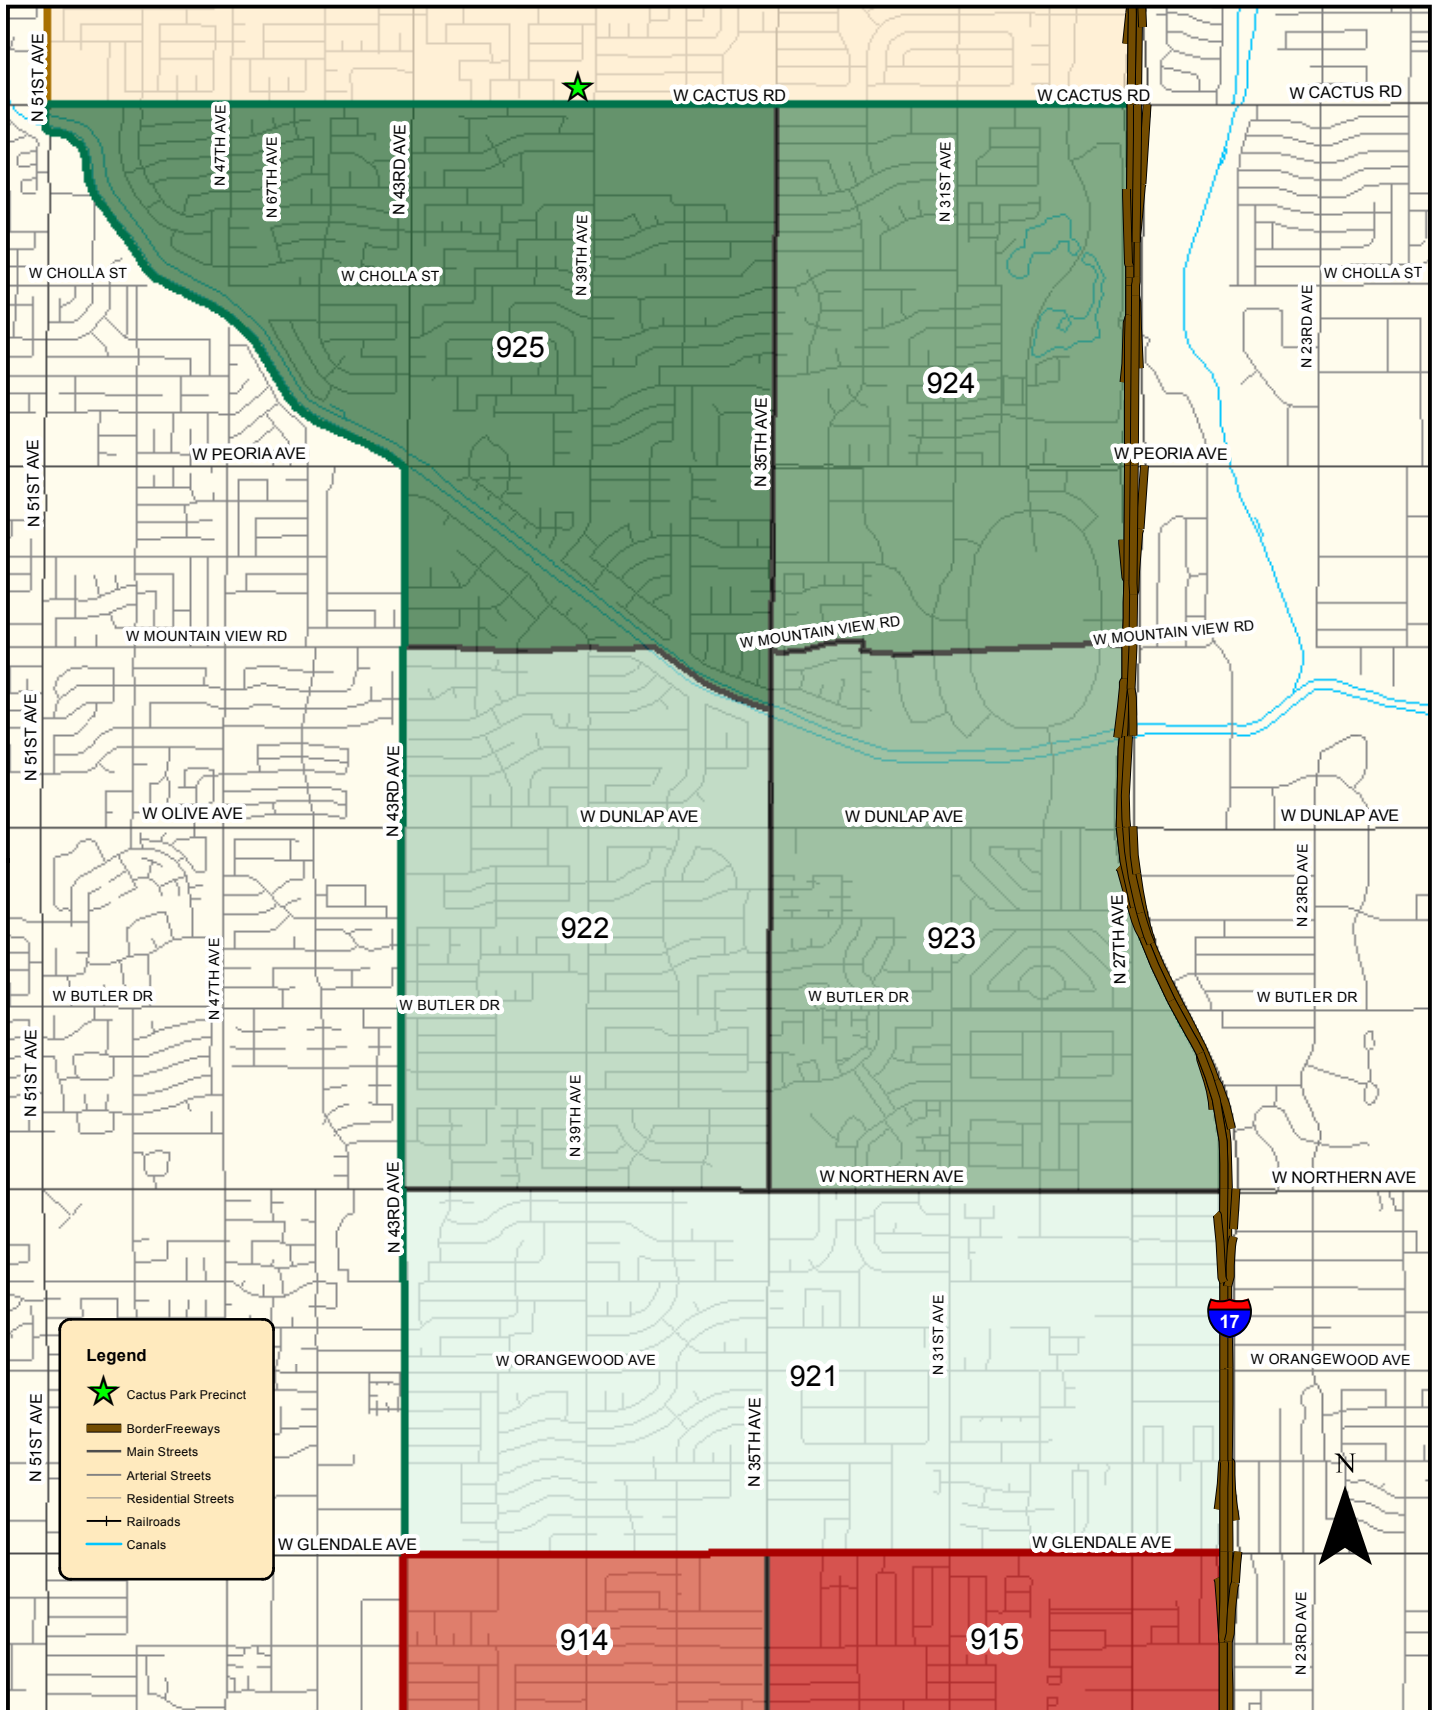 N 51ST AVE
W CACTUS RD
W CACTUS RD
W CACTUS RD
N 47TH AVE
N 67TH AVE
N 43RD AVE
N 31ST AVE
N 39TH AVE
W CHOLLA ST
W CHOLLA ST
W CHOLLA ST
N 23RD AVE
925
924
N 35TH AVE
N 51ST AVE
W PEORIA AVE
W PEORIA AVE
W MOUNTAIN VIEW RD
W MOUNTAIN VIEW RD
W MOUNTAIN VIEW RD
N 51ST AVE
N 43RD AVE
W OLIVE AVE
W DUNLAP AVE
W DUNLAP AVE
W DUNLAP AVE
N 23RD AVE
922
923
N 27TH AVE
N 47TH AVE
W BUTLER DR
W BUTLER DR
W BUTLER DR
W BUTLER DR
N 51ST AVE
N 39TH AVE
N 43RD AVE
W NORTHERN AVE
W NORTHERN AVE
17
N 31ST AVE
W ORANGEWOOD AVE
W ORANGEWOOD AVE
921
N 51ST AVE
N 35TH AVE
Legend
Cactus Park Precinct
BorderFreeways
Main Streets
Arterial Streets
Residential Streets
Railroads
Canals
N
W GLENDALE AVE
W GLENDALE AVE
914
915
N 23RD AVE